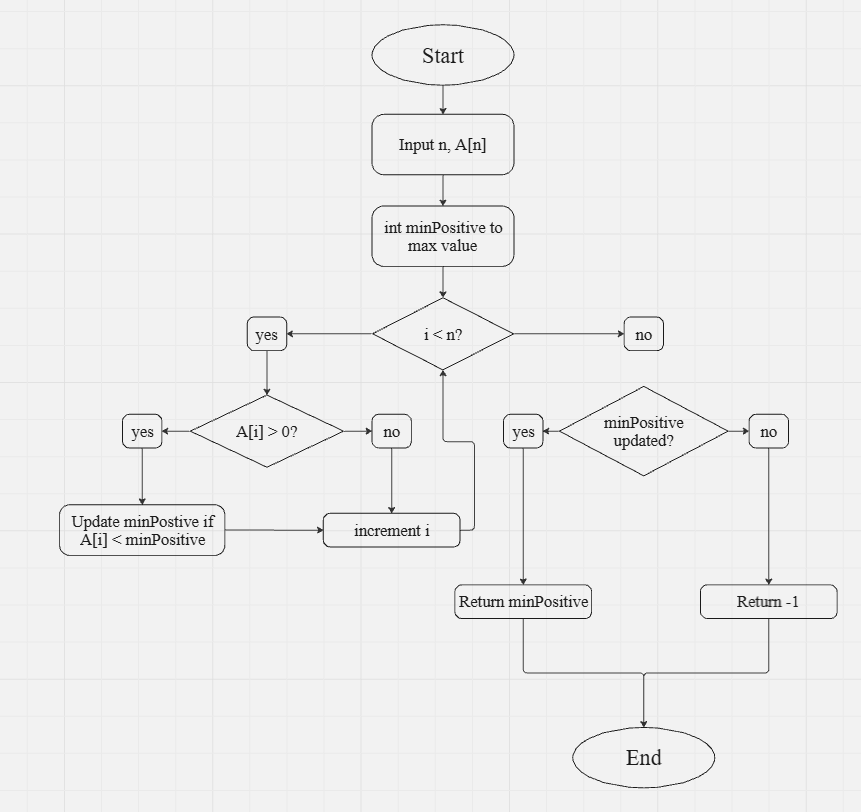 Start
Input n, A[n]
int minPositive to
max value
yes
i < n?
no
yes
A[i] > 0?
no
yes
minPositive
updated?
no
Update minPostive if
A[i] < minPositive
increment i
Return minPositive
Return -1
End